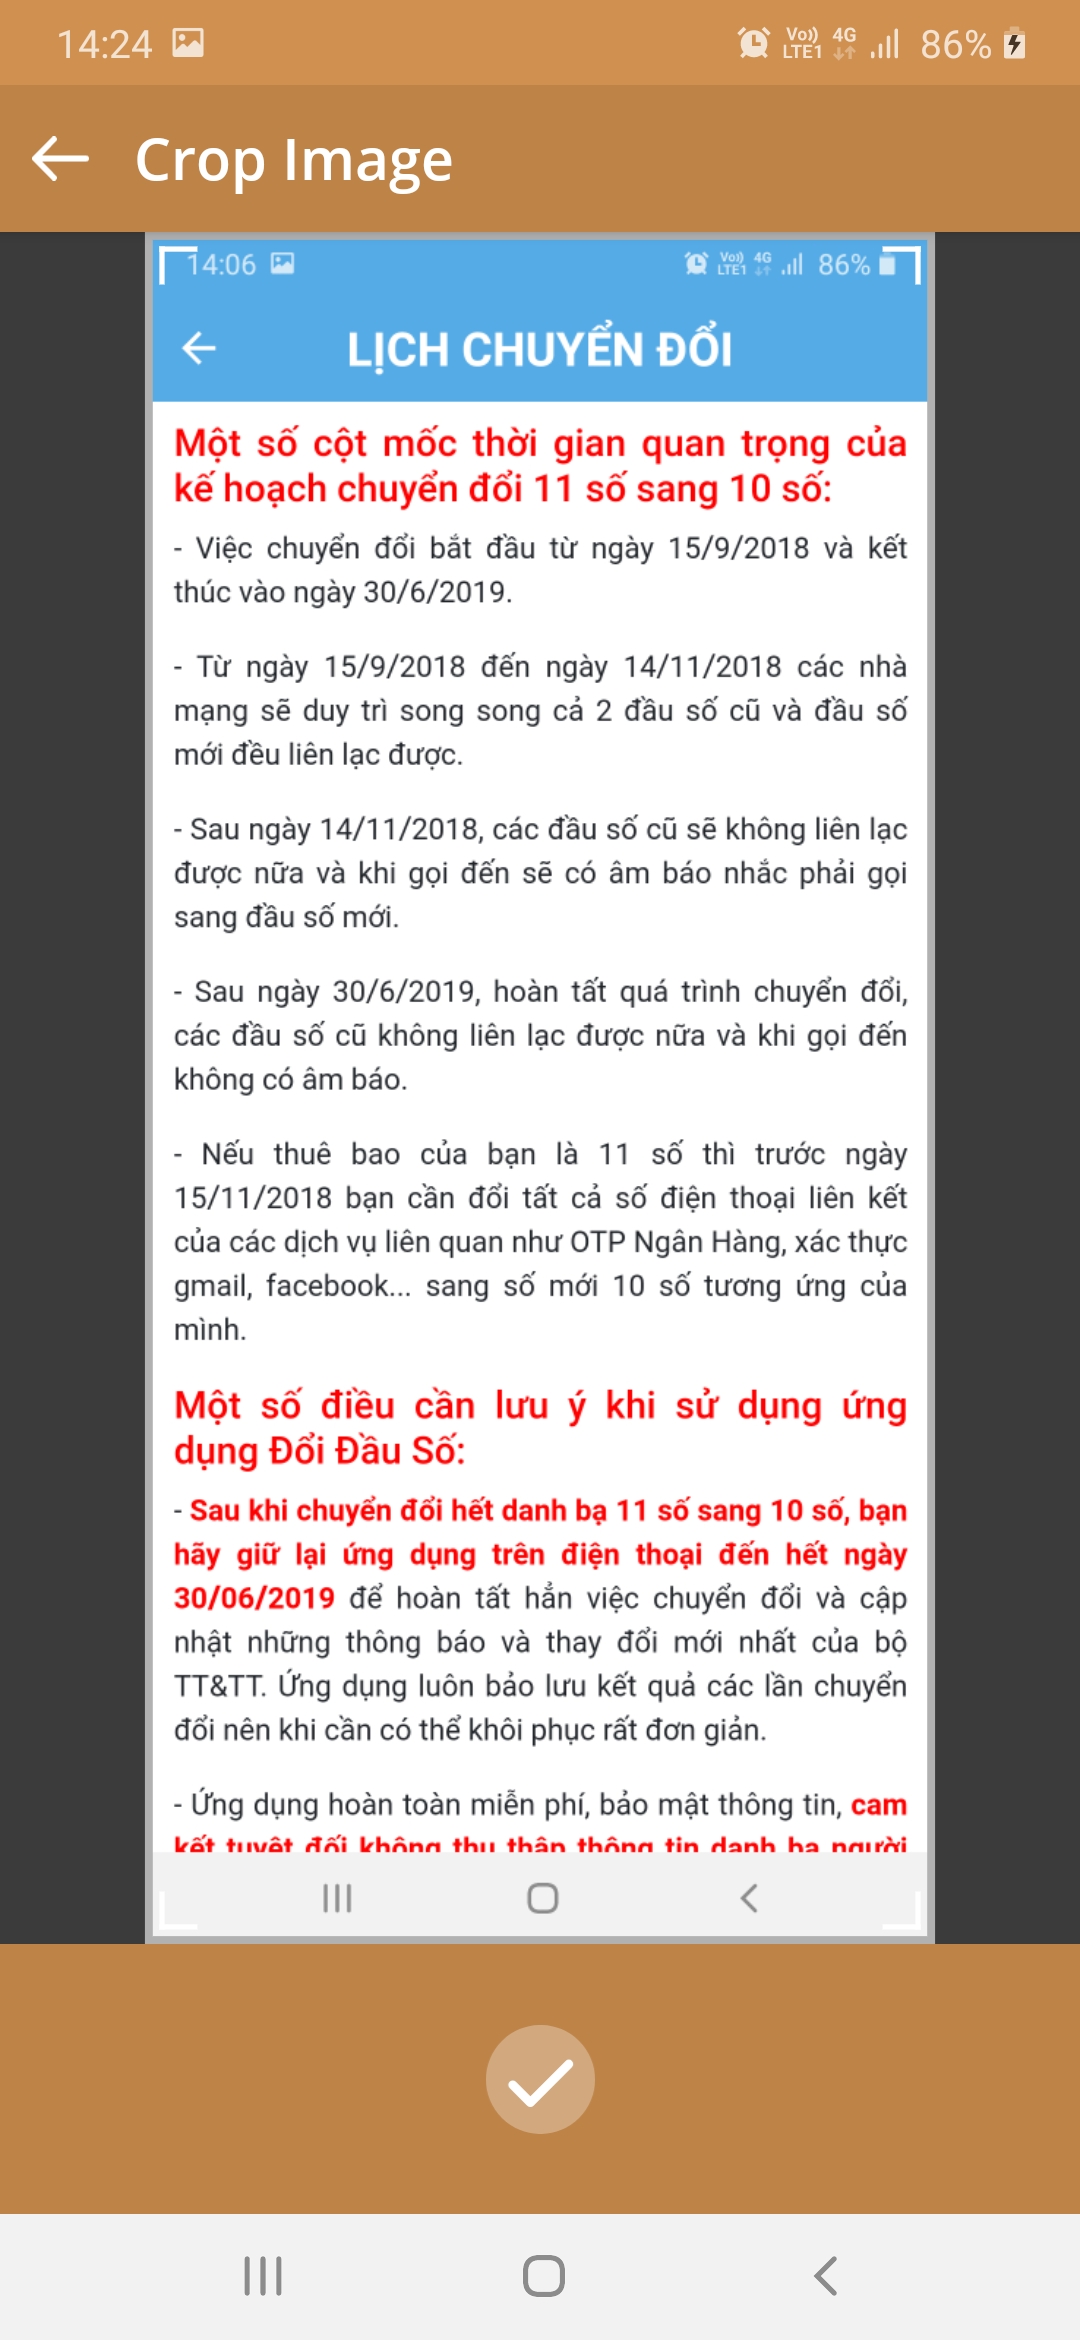 14:24
Vo)) LTE1 4G 86%
Crop Image
14:06
Vo)) LTE1 4G 86%
LỊCH CHUYỂN ĐỔI
Một số cột mốc thời gian quan trọng của
kế hoạch chuyển đổi 11 số sang 10 số:
- Việc chuyển đổi bắt đầu từ ngày 15/9/2018 và kết
thúc vào ngày 30/6/2019.
- Từ ngày 15/9/2018 đến ngày 14/11/2018 các nhà
mạng sẽ duy trì song song cả 2 đầu số cũ và đầu số
mới đều liên lạc được.
- Sau ngày 14/11/2018, các đầu số cũ sẽ không liên lạc
được nữa và khi gọi đến sẽ có âm báo nhắc phải gọi
sang đầu số mới.
- Sau ngày 30/6/2019, hoàn tất quá trình chuyển đổi,
các đầu số cũ không liên lạc được nữa và khi gọi đến
không có âm báo.
- Nếu thuê bao của bạn là 11 số thì trước ngày
15/11/2018 bạn cần đổi tất cả số điện thoại liên kết
của các dịch vụ liên quan như OTP Ngân Hàng, xác thực
gmail, facebook... sang số mới 10 số tương ứng của
mình.
Một số điều cần lưu ý khi sử dụng ứng
dụng Đổi Đầu Số:
- Sau khi chuyển đổi hết danh bạ 11 số sang 10 số, bạn
hãy giữ lại ứng dụng trên điện thoại đến hết ngày
30/06/2019 để hoàn tất hẳn việc chuyển đổi và cập
nhật những thông báo và thay đổi mới nhất của bộ
TT&TT. Ứng dụng luôn bảo lưu kết quả các lần chuyển
đổi nên khi cần có thể khôi phục rất đơn giản.
- Ứng dụng hoàn toàn miễn phí, bảo mật thông tin, cam
kết tuyệt đối không thu thập thông tin danh bạ người